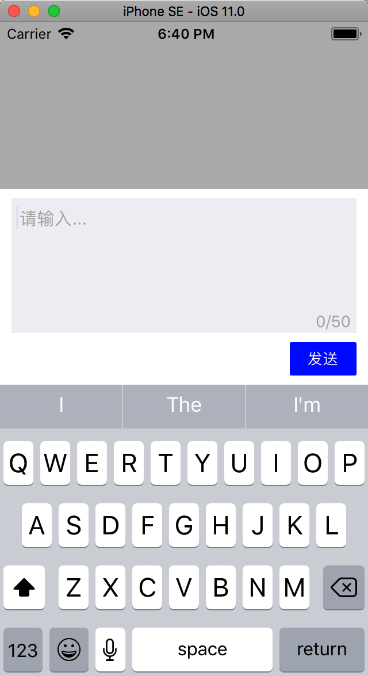 iPhone SE - iOS 11.0
Carrier 6:40 PM
请输入...
0/50
发送
I The I'm
Q W E R T Y U I O P
A S D F G H J K L
Z X C V B N M
123 space return